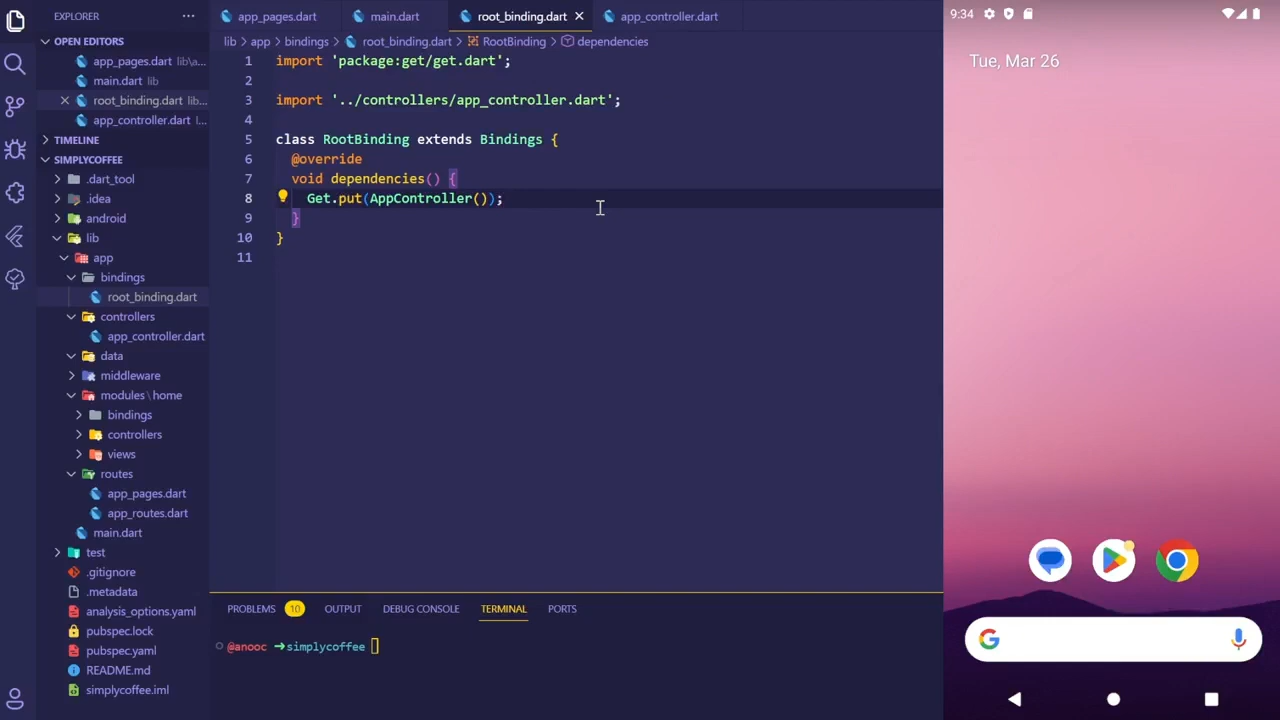 EXPLORER
OPEN EDITORS
app_pages.dart lib\a...
main.dart lib
root_binding.dart lib...
app_controller.dart l...
TIMELINE
SIMPLYCOFFEE
.dart_tool
.idea
android
lib
app
bindings
root_binding.dart
controllers
app_controller.dart
data
middleware
modules\home
bindings
controllers
views
routes
app_pages.dart
app_routes.dart
main.dart
test
.gitignore
.metadata
analysis_options.yaml
pubspec.lock
pubspec.yaml
README.md
simplycoffee.iml
app_pages.dart main.dart root_binding.dart app_controller.dart
lib > app > bindings > root_binding.dart > RootBinding > dependencies
1 import 'package:get/get.dart';
2
3 import '../controllers/app_controller.dart';
4
5 class RootBinding extends Bindings {
6 @override
7 void dependencies() {
8 Get.put(AppController());
9 }
10 }
11
PROBLEMS 10 OUTPUT DEBUG CONSOLE TERMINAL PORTS
@anooc ➜simplycoffee
9:34
Tue, Mar 26